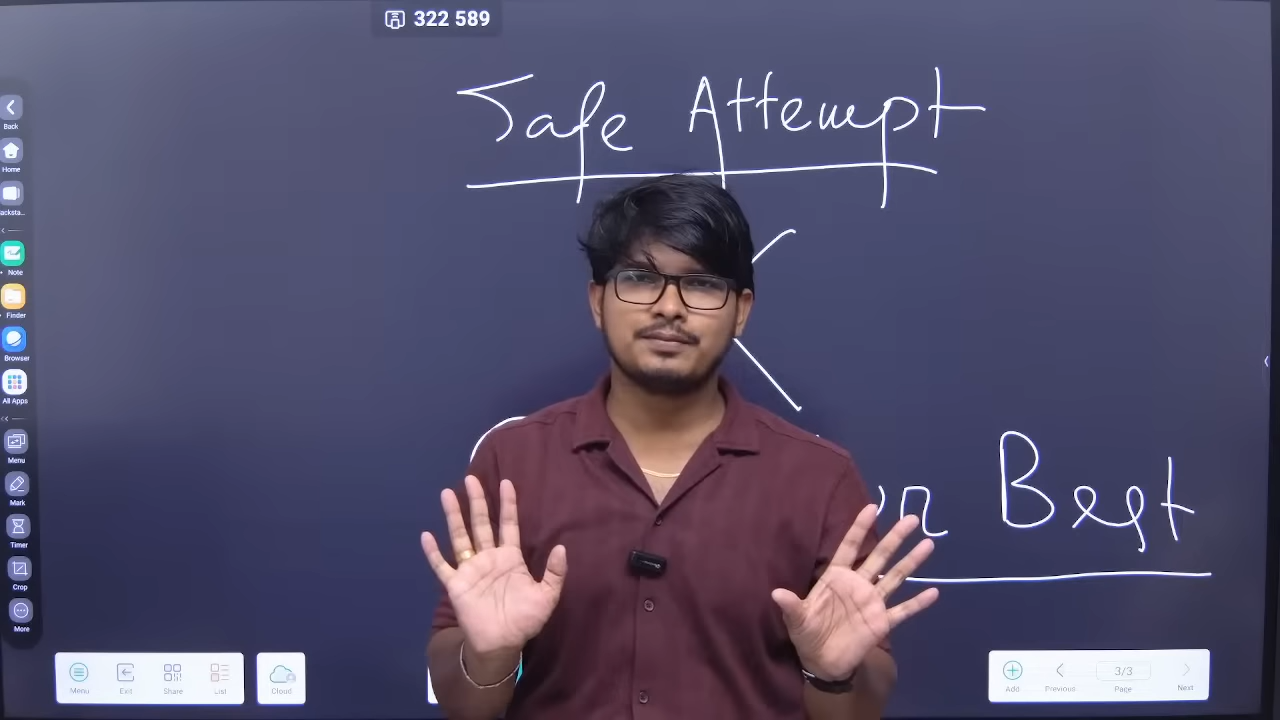 322 589
Safe Attempt
Back
Home
Note
Finder
Browser
All Apps
Menu
Mark
Timer
Crop
More
Best
Menu Exit Share List Cloud
Add Previous 3/3 Page Next